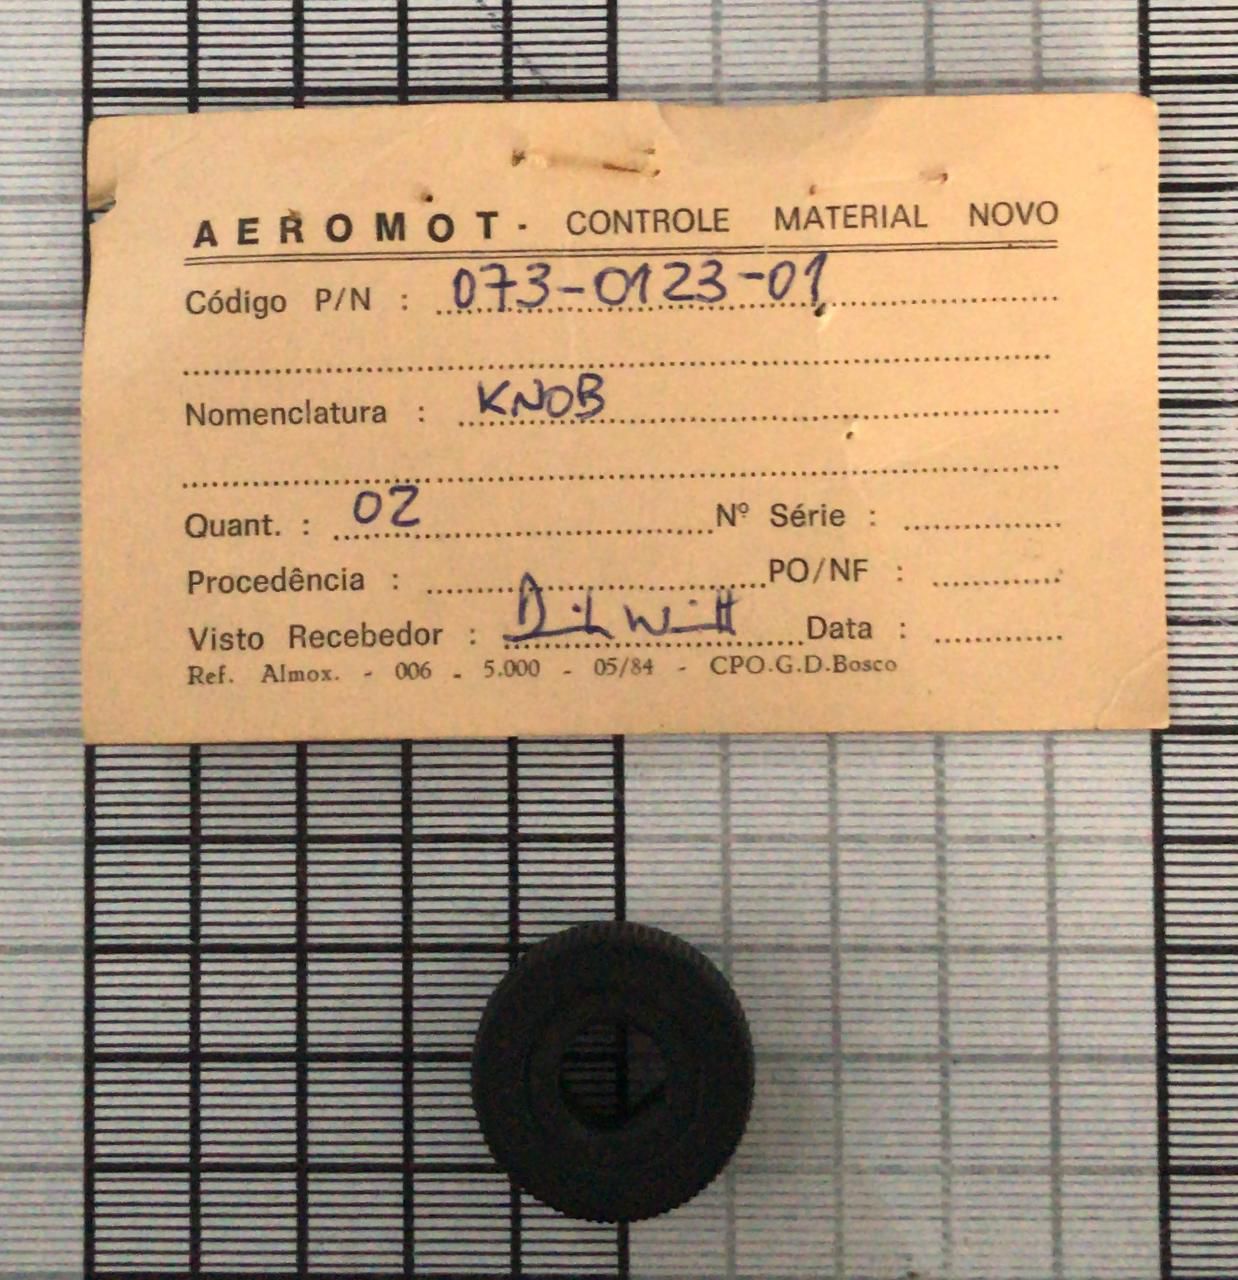 AEROMOT - CONTROLE MATERIAL NOVO
Código P/N : 073-0123-01
Nomenclatura : KNOB
Quant. : 02 Nº Série :
Procedência : PO/NF :
Visto Recebedor : Data :
Ref. Almox. - 006 - 5.000 - 05/84 - CPO.G.D.Bosco